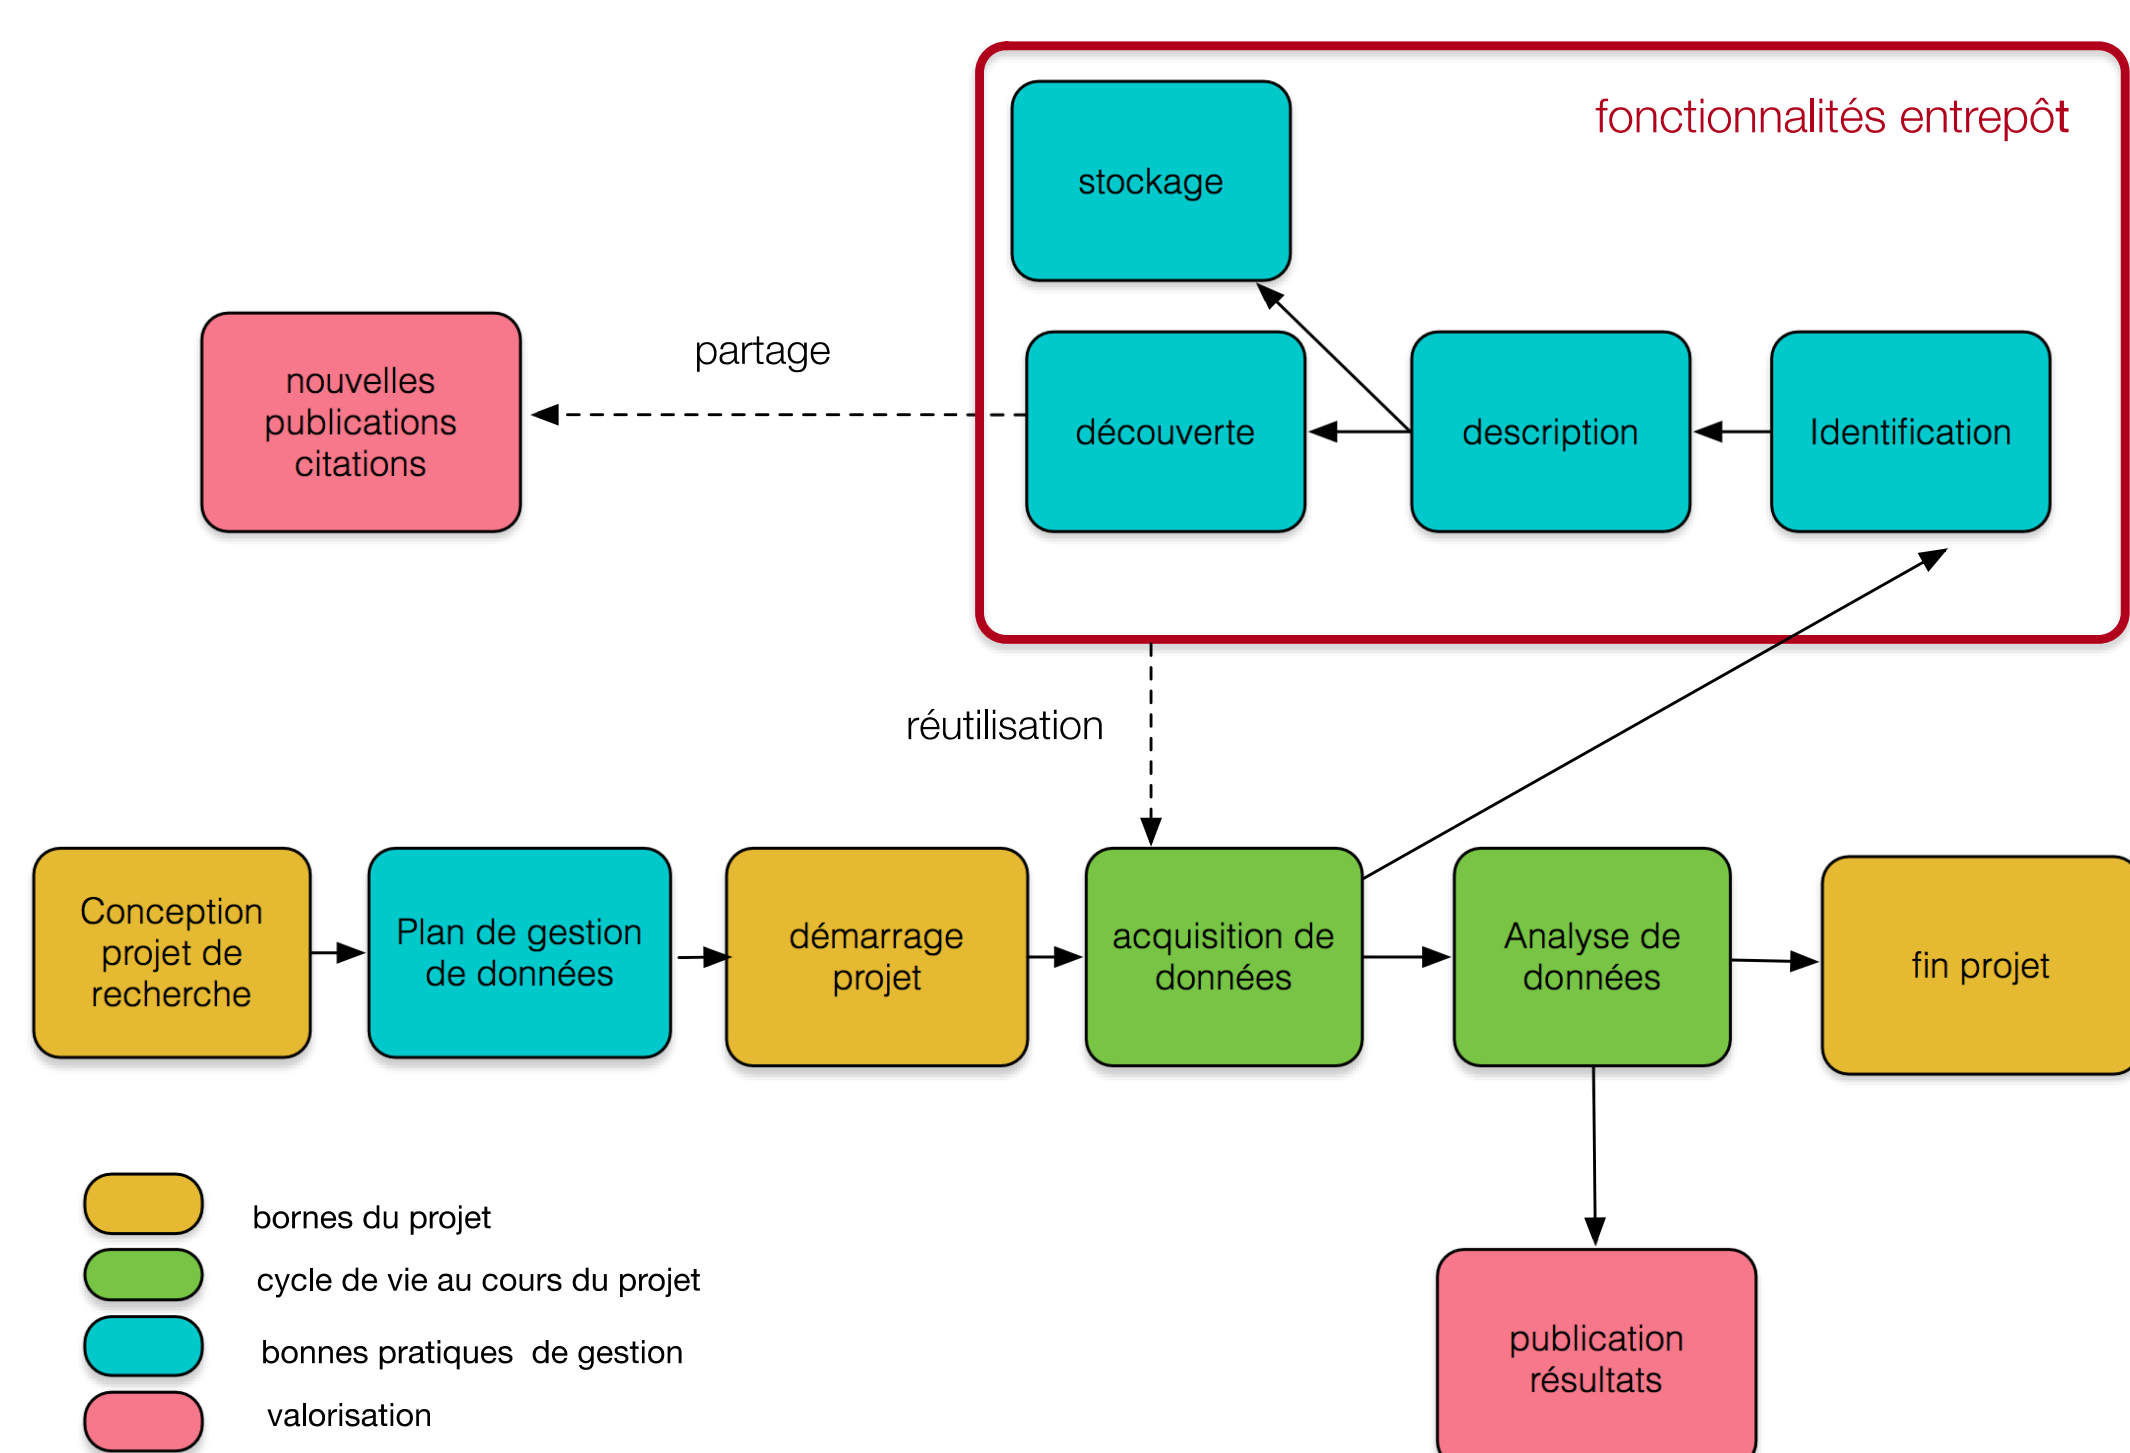 fonctionnalités entrepôt
stockage
nouvelles
publications
citations
partage
découverte
description
Identification
réutilisation
Conception
projet de
recherche
Plan de gestion
de données
démarrage
projet
acquisition de
données
Analyse de
données
fin projet
bornes du projet
cycle de vie au cours du projet
bonnes pratiques  de gestion
valorisation
publication
résultats